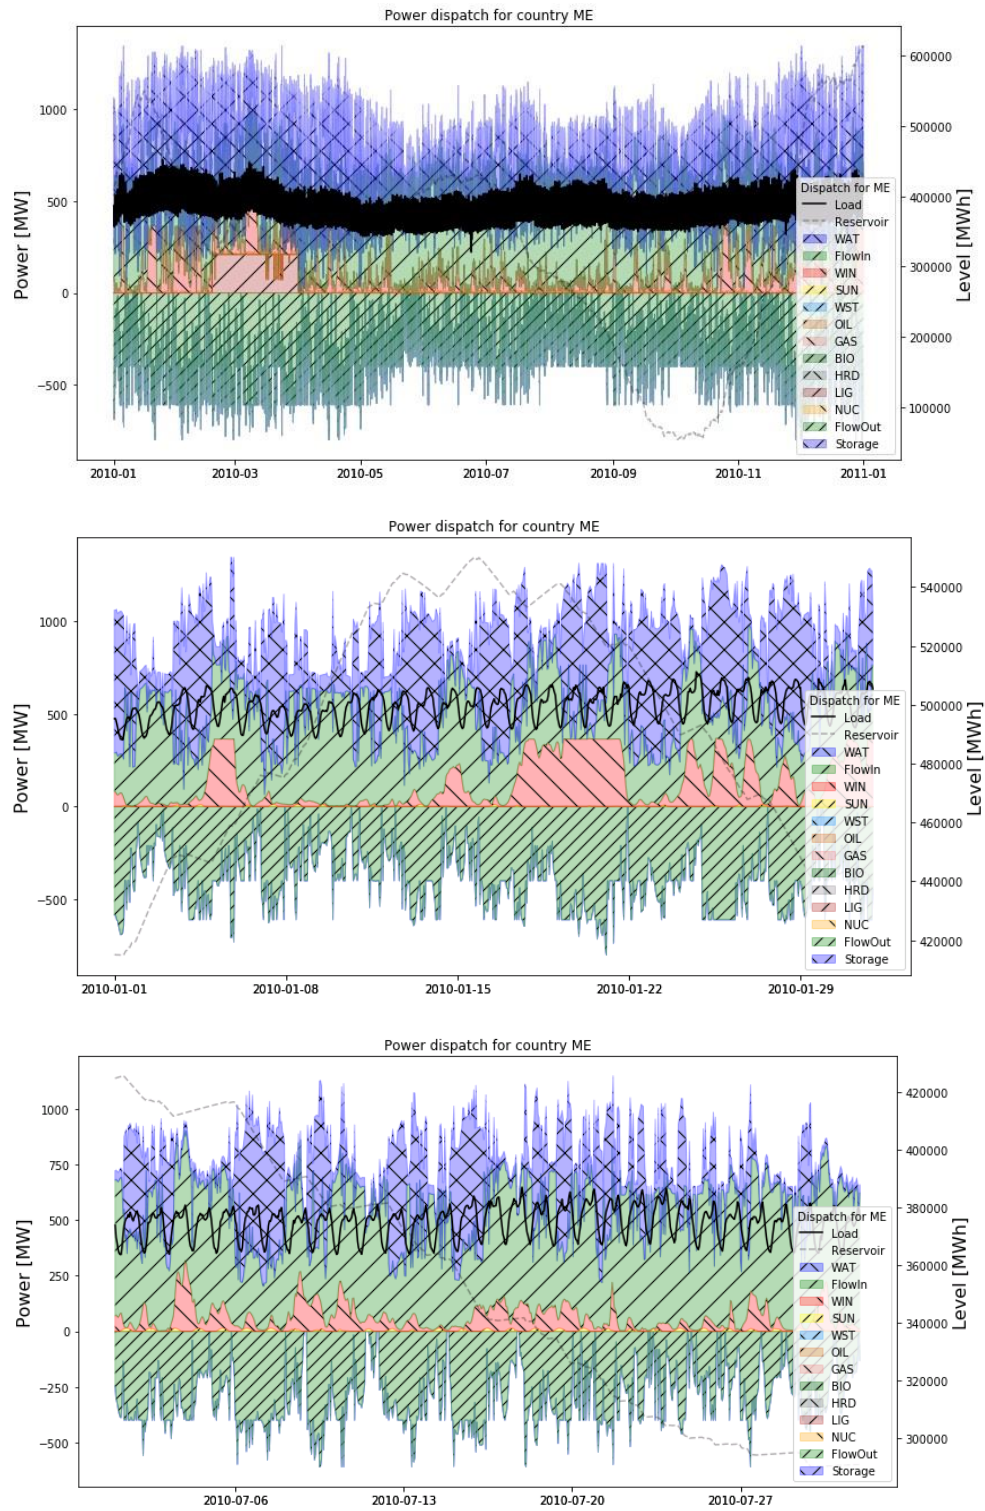 Power dispatch for country ME
Power [MW]
1000
500
0
−500
600000
500000
400000
300000
200000
100000
Level [MWh]
Dispatch for ME
Load
Reservoir
WAT
FlowIn
WIN
SUN
WST
OIL
GAS
BIO
HRD
LIG
NUC
FlowOut
Storage
2010-01
2010-03
2010-05
2010-07
2010-09
2010-11
2011-01
Power dispatch for country ME
Power [MW]
1000
500
0
−500
540000
520000
500000
480000
460000
440000
420000
Level [MWh]
Dispatch for ME
Load
Reservoir
WAT
FlowIn
WIN
SUN
WST
OIL
GAS
BIO
HRD
LIG
NUC
FlowOut
Storage
2010-01-01
2010-01-08
2010-01-15
2010-01-22
2010-01-29
Power dispatch for country ME
Power [MW]
1000
750
500
250
0
−250
−500
420000
400000
380000
360000
340000
320000
300000
Level [MWh]
Dispatch for ME
Load
Reservoir
WAT
FlowIn
WIN
SUN
WST
OIL
GAS
BIO
HRD
LIG
NUC
FlowOut
Storage
2010-07-06
2010-07-13
2010-07-20
2010-07-27